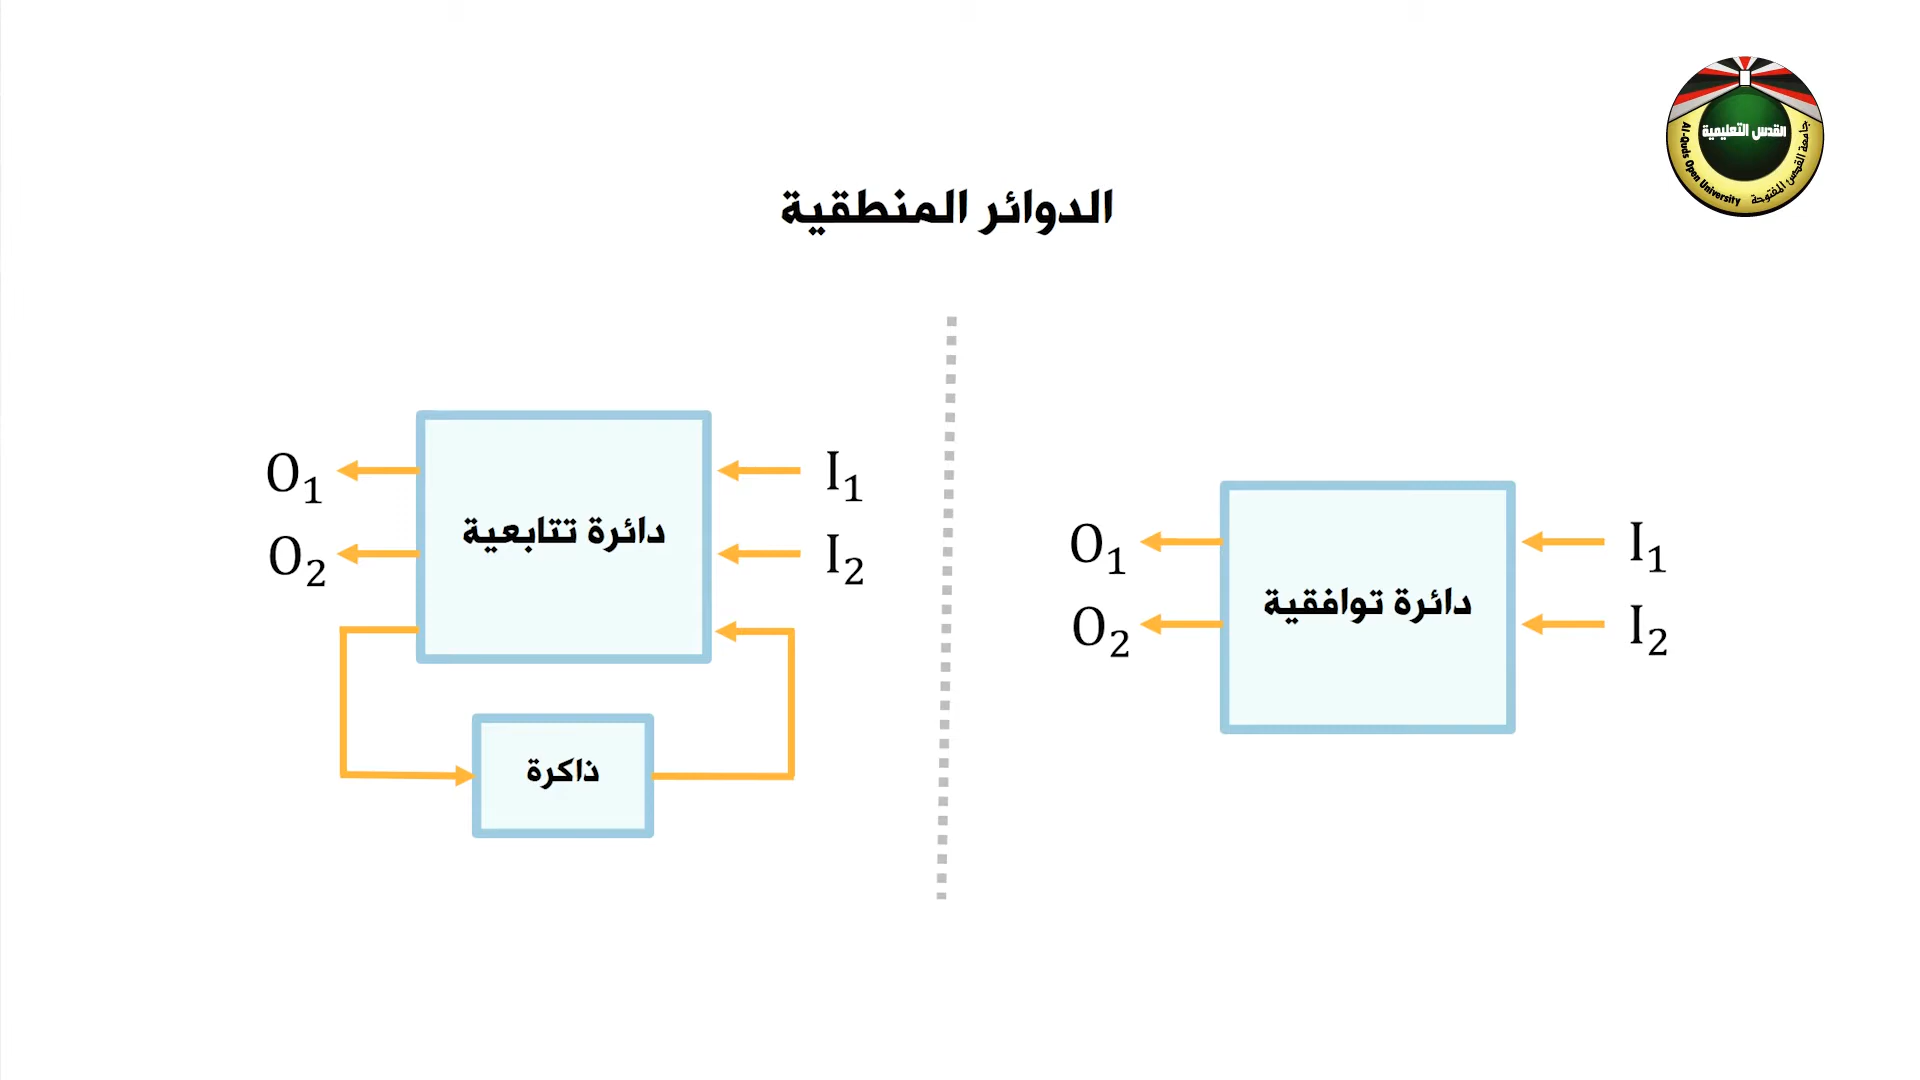 القدس التعليمية
جامعة القدس المفتوحة
Al-Quds Open University
الدوائر المنطقية
دائرة توافقية
I₁
I₂
O₁
O₂
دائرة تتابعية
I₁
I₂
O₁
O₂
ذاكرة